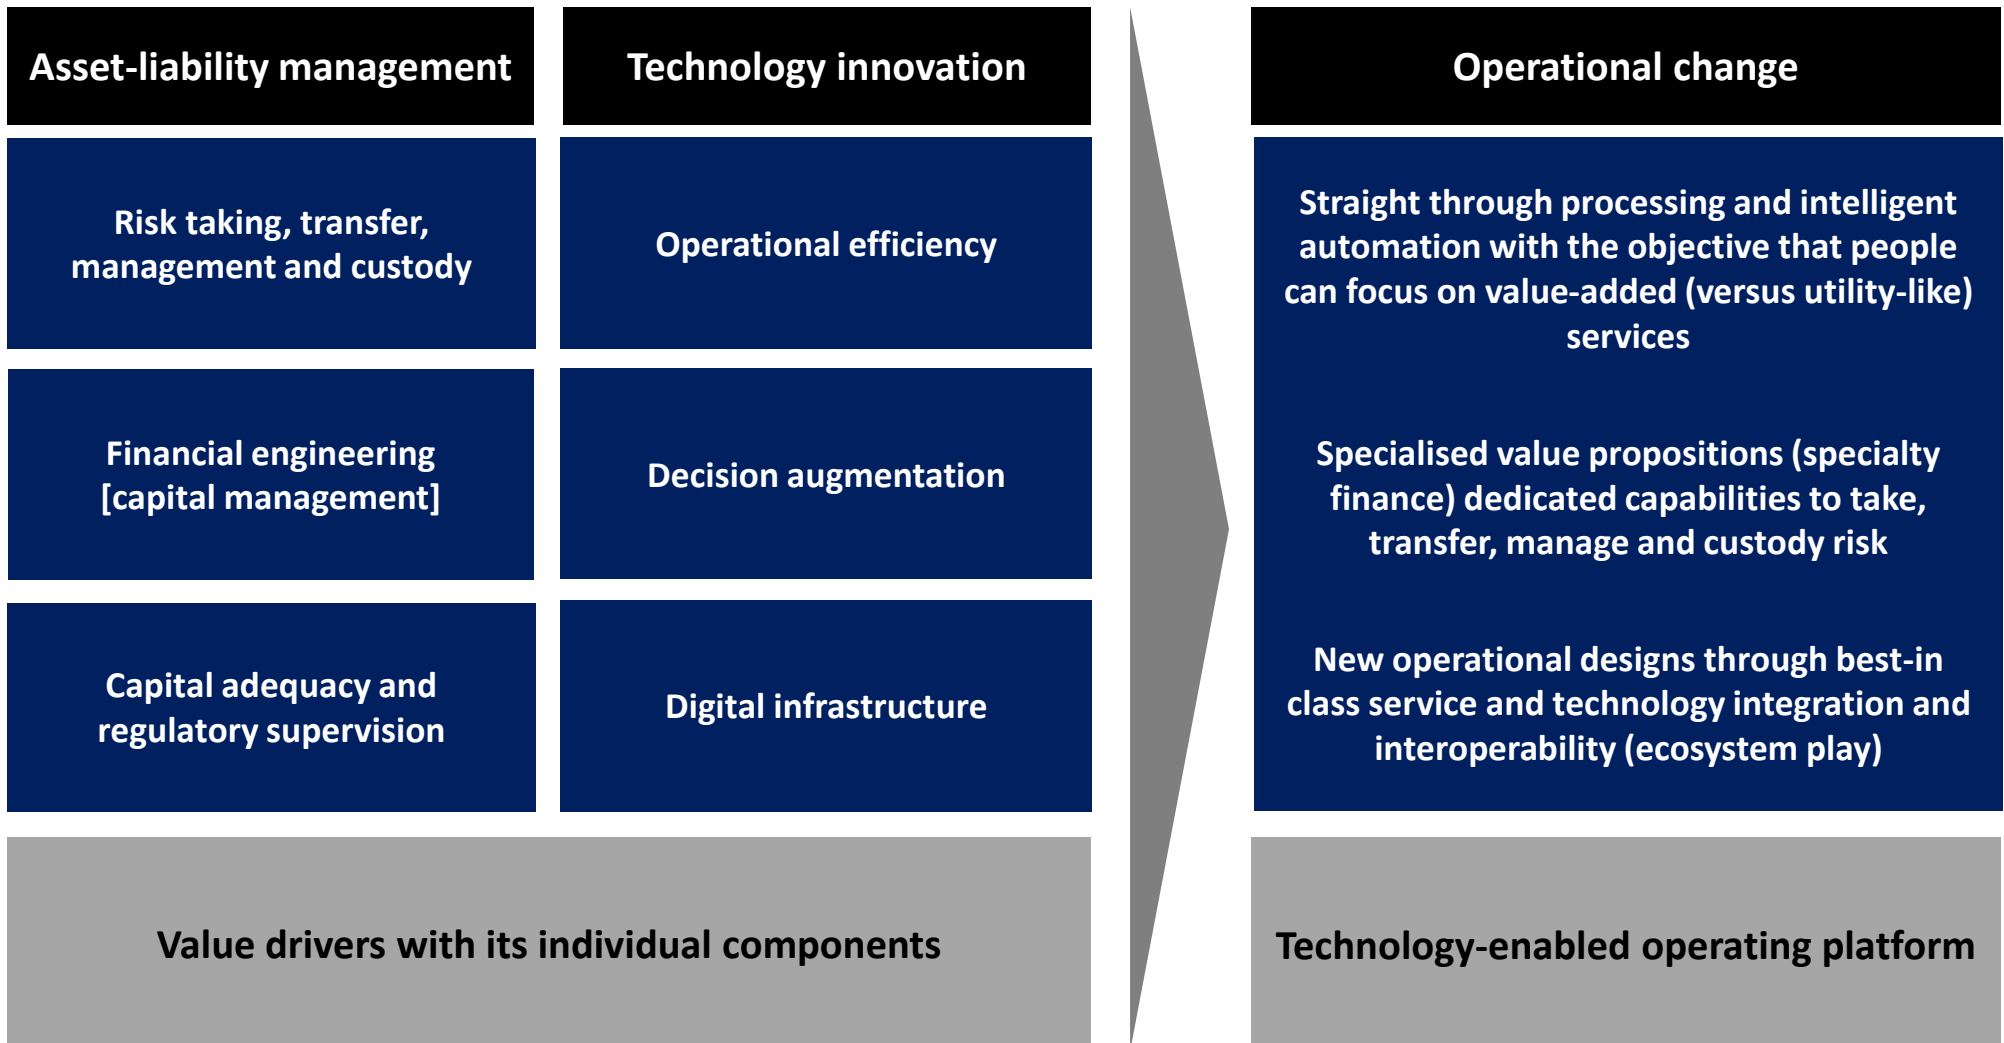 Asset-liability management
Technology innovation
Operational change
Risk taking, transfer,
management and custody
Operational efficiency
Straight through processing and intelligent
automation with the objective that people
can focus on value-added (versus utility-like)
services
Financial engineering
[capital management]
Decision augmentation
Specialised value propositions (specialty
finance) dedicated capabilities to take,
transfer, manage and custody risk
Capital adequacy and
regulatory supervision
Digital infrastructure
New operational designs through best-in
class service and technology integration and
interoperability (ecosystem play)
Value drivers with its individual components
Technology-enabled operating platform